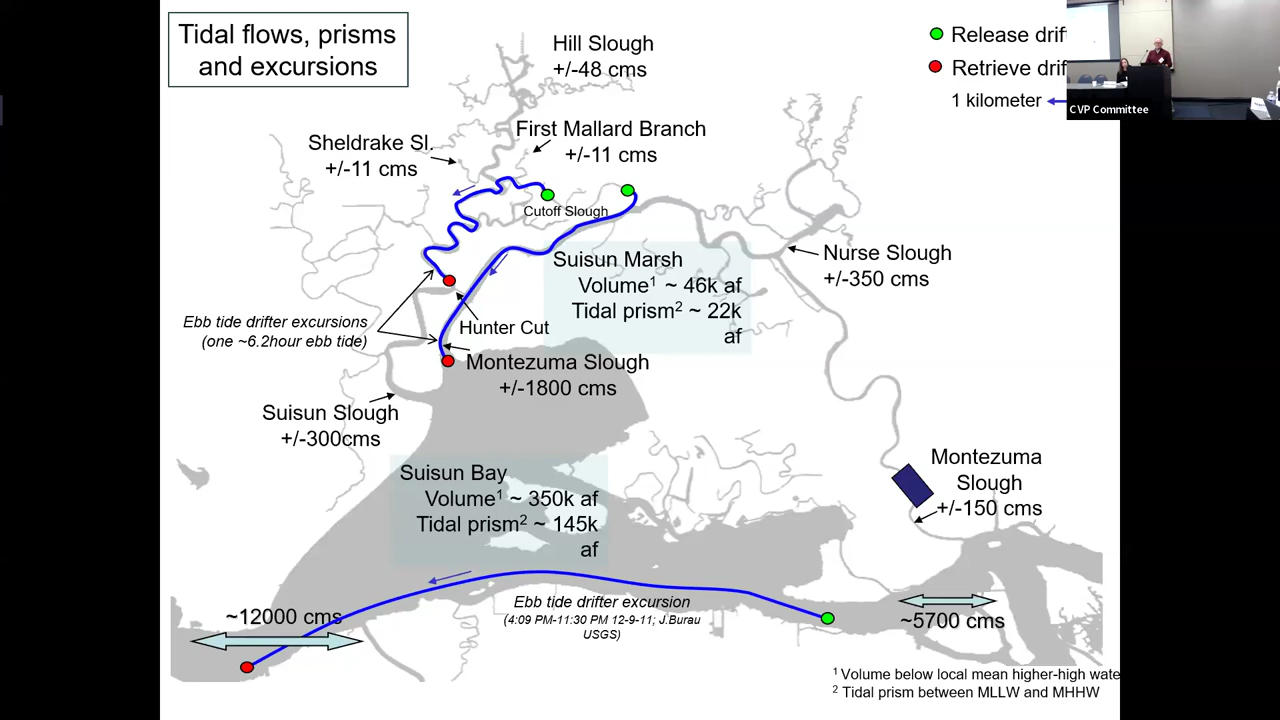 Tidal flows, prisms
and excursions
Hill Slough
+/-48 cms
Release drif
Retrieve drif
1 kilometer
CVP Committee
First Mallard Branch
+/-11 cms
Sheldrake Sl.
+/-11 cms
Cutoff Slough
Suisun Marsh
Volume¹ ~ 46k af
Tidal prism² ~ 22k
af
Nurse Slough
+/-350 cms
Ebb tide drifter excursions
(one ~6.2hour ebb tide)
Hunter Cut
Montezuma Slough
+/-1800 cms
Suisun Slough
+/-300cms
Suisun Bay
Volume¹ ~ 350k af
Tidal prism² ~ 145k
af
Montezuma
Slough
+/-150 cms
~12000 cms
Ebb tide drifter excursion
(4:09 PM-11:30 PM 12-9-11; J.Burau
USGS)
~5700 cms
¹ Volume below local mean higher-high wate
² Tidal prism between MLLW and MHHW